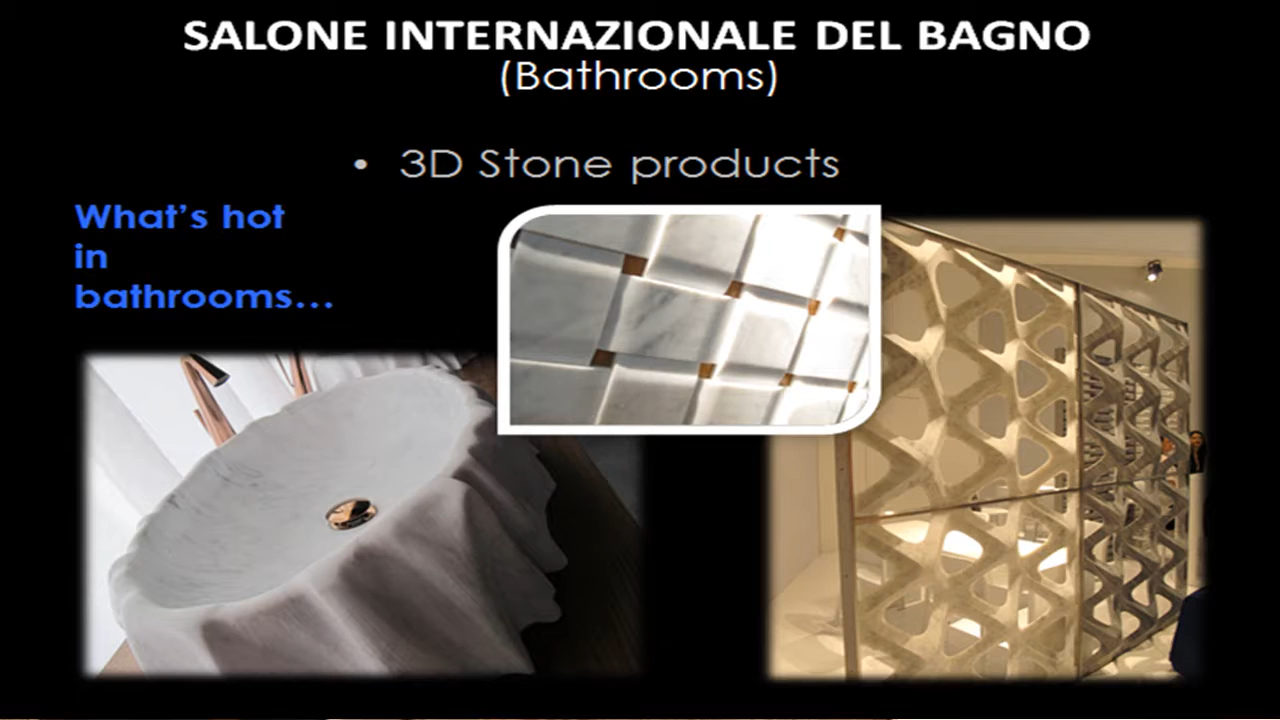 SALONE INTERNAZIONALE DEL BAGNO
(Bathrooms)
• 3D Stone products
What's hot
in
bathrooms...